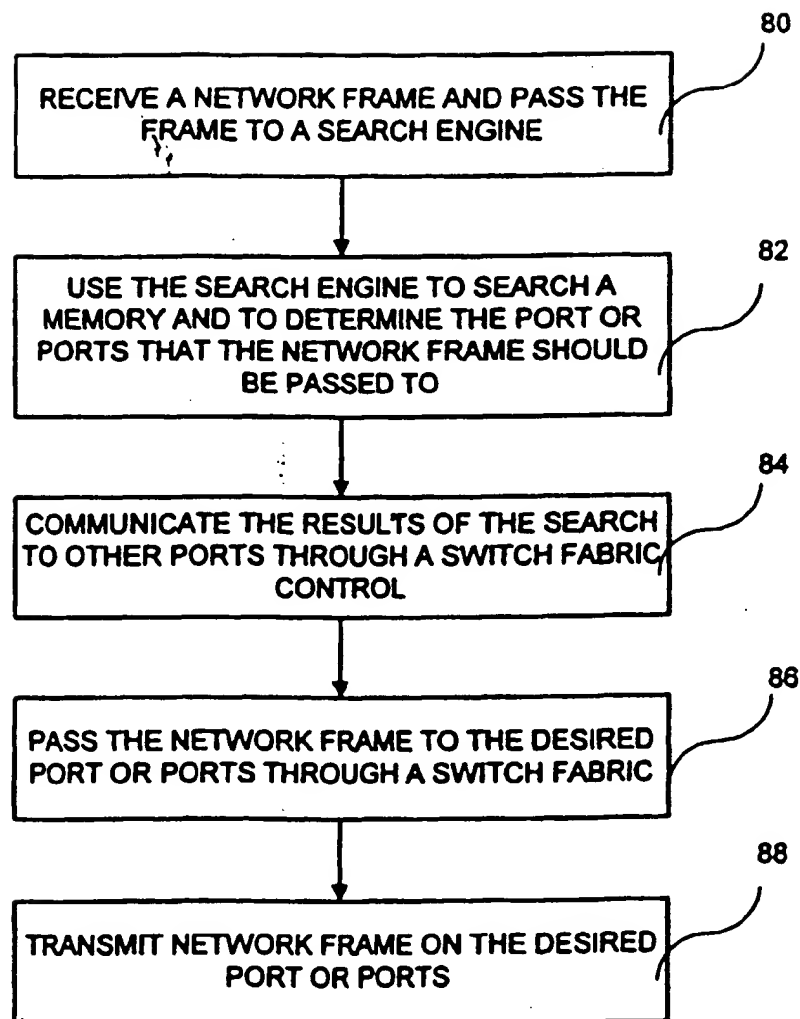 80
RECEIVE A NETWORK FRAME AND PASS THE
FRAME TO A SEARCH ENGINE
82
USE THE SEARCH ENGINE TO SEARCH A
MEMORY AND TO DETERMINE THE PORT OR
PORTS THAT THE NETWORK FRAME SHOULD
BE PASSED TO
84
COMMUNICATE THE RESULTS OF THE SEARCH
TO OTHER PORTS THROUGH A SWITCH FABRIC
CONTROL
86
PASS THE NETWORK FRAME TO THE DESIRED
PORT OR PORTS THROUGH A SWITCH FABRIC
88
TRANSMIT NETWORK FRAME ON THE DESIRED
PORT OR PORTS